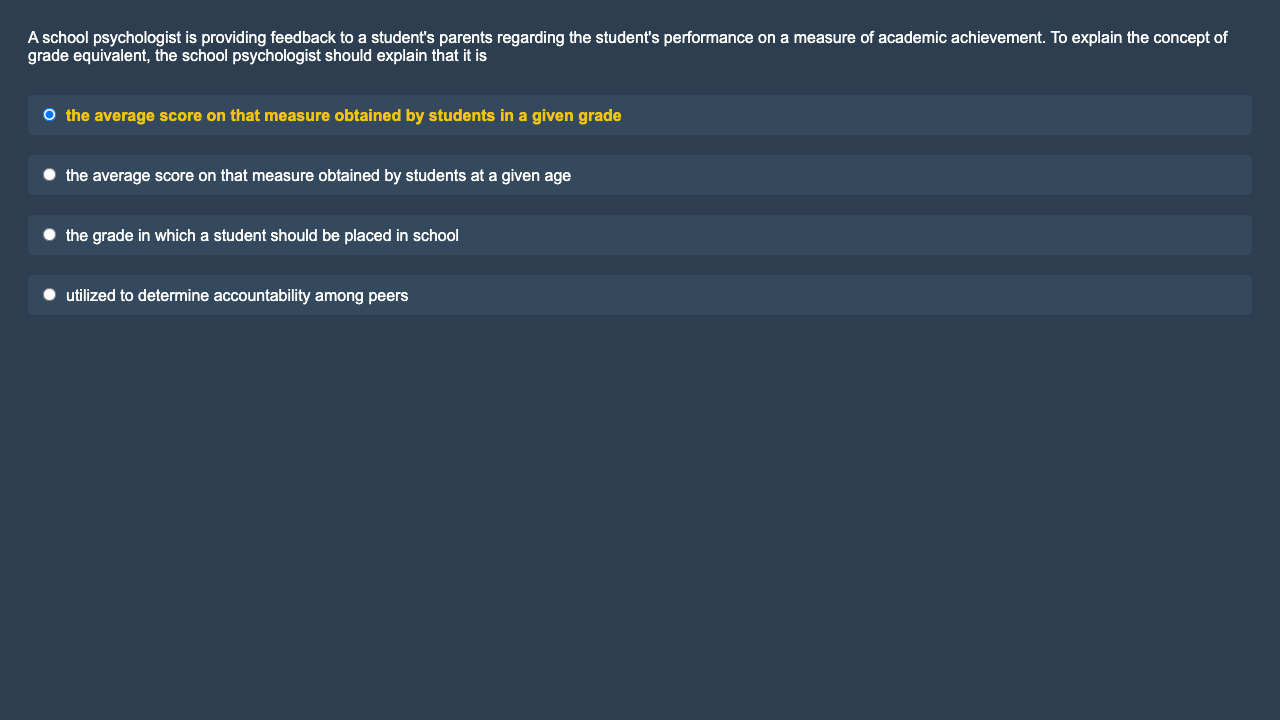 A school psychologist is providing feedback to a student's parents regarding the student's performance on a measure of academic achievement. To explain the concept of
grade equivalent, the school psychologist should explain that it is
the average score on that measure obtained by students in a given grade
the average score on that measure obtained by students at a given age
the grade in which a student should be placed in school
utilized to determine accountability among peers